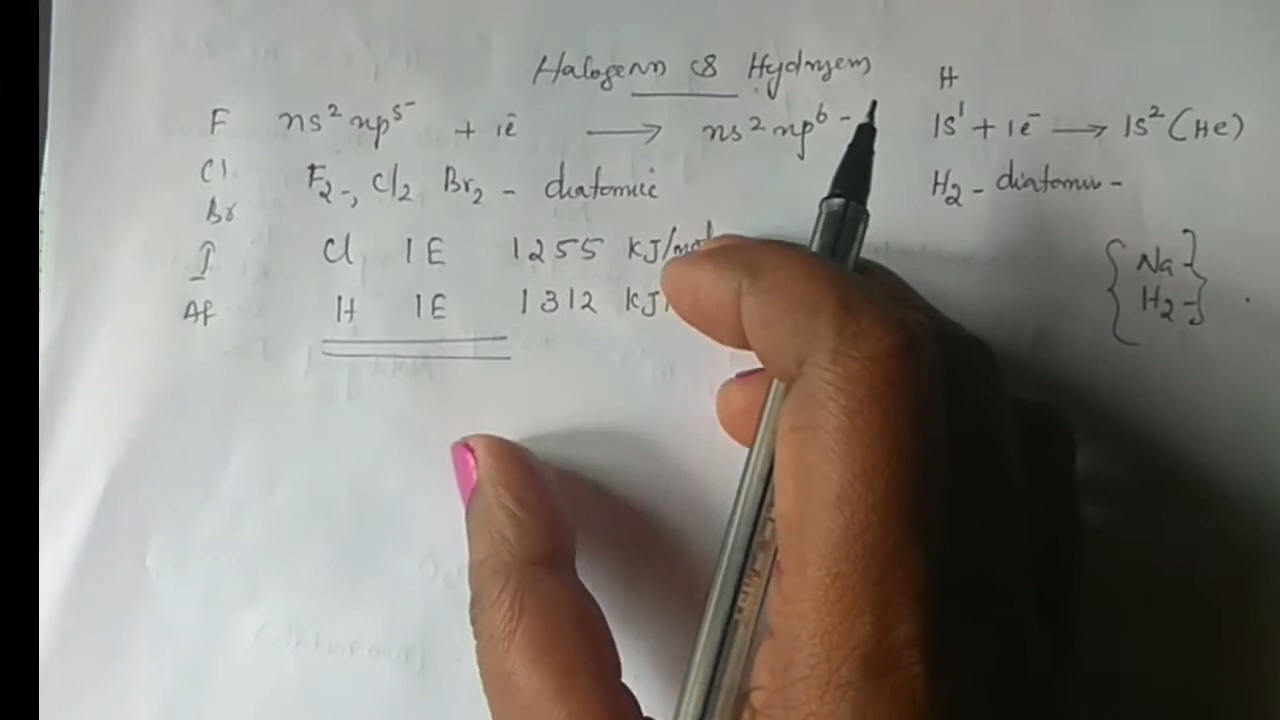 Halogens & Hydrogen
H
F ns² np⁵ + 1e⁻ → ns² np⁶ -
1s¹ + 1e⁻ → 1s² (He)
Cl
F₂, Cl₂ Br₂ - diatomic
H₂ - diatomic -
Br
I
Cl IE 1255 KJ/mol
{ Na }
At
H IE 1312 KJ/
{ H₂ - }